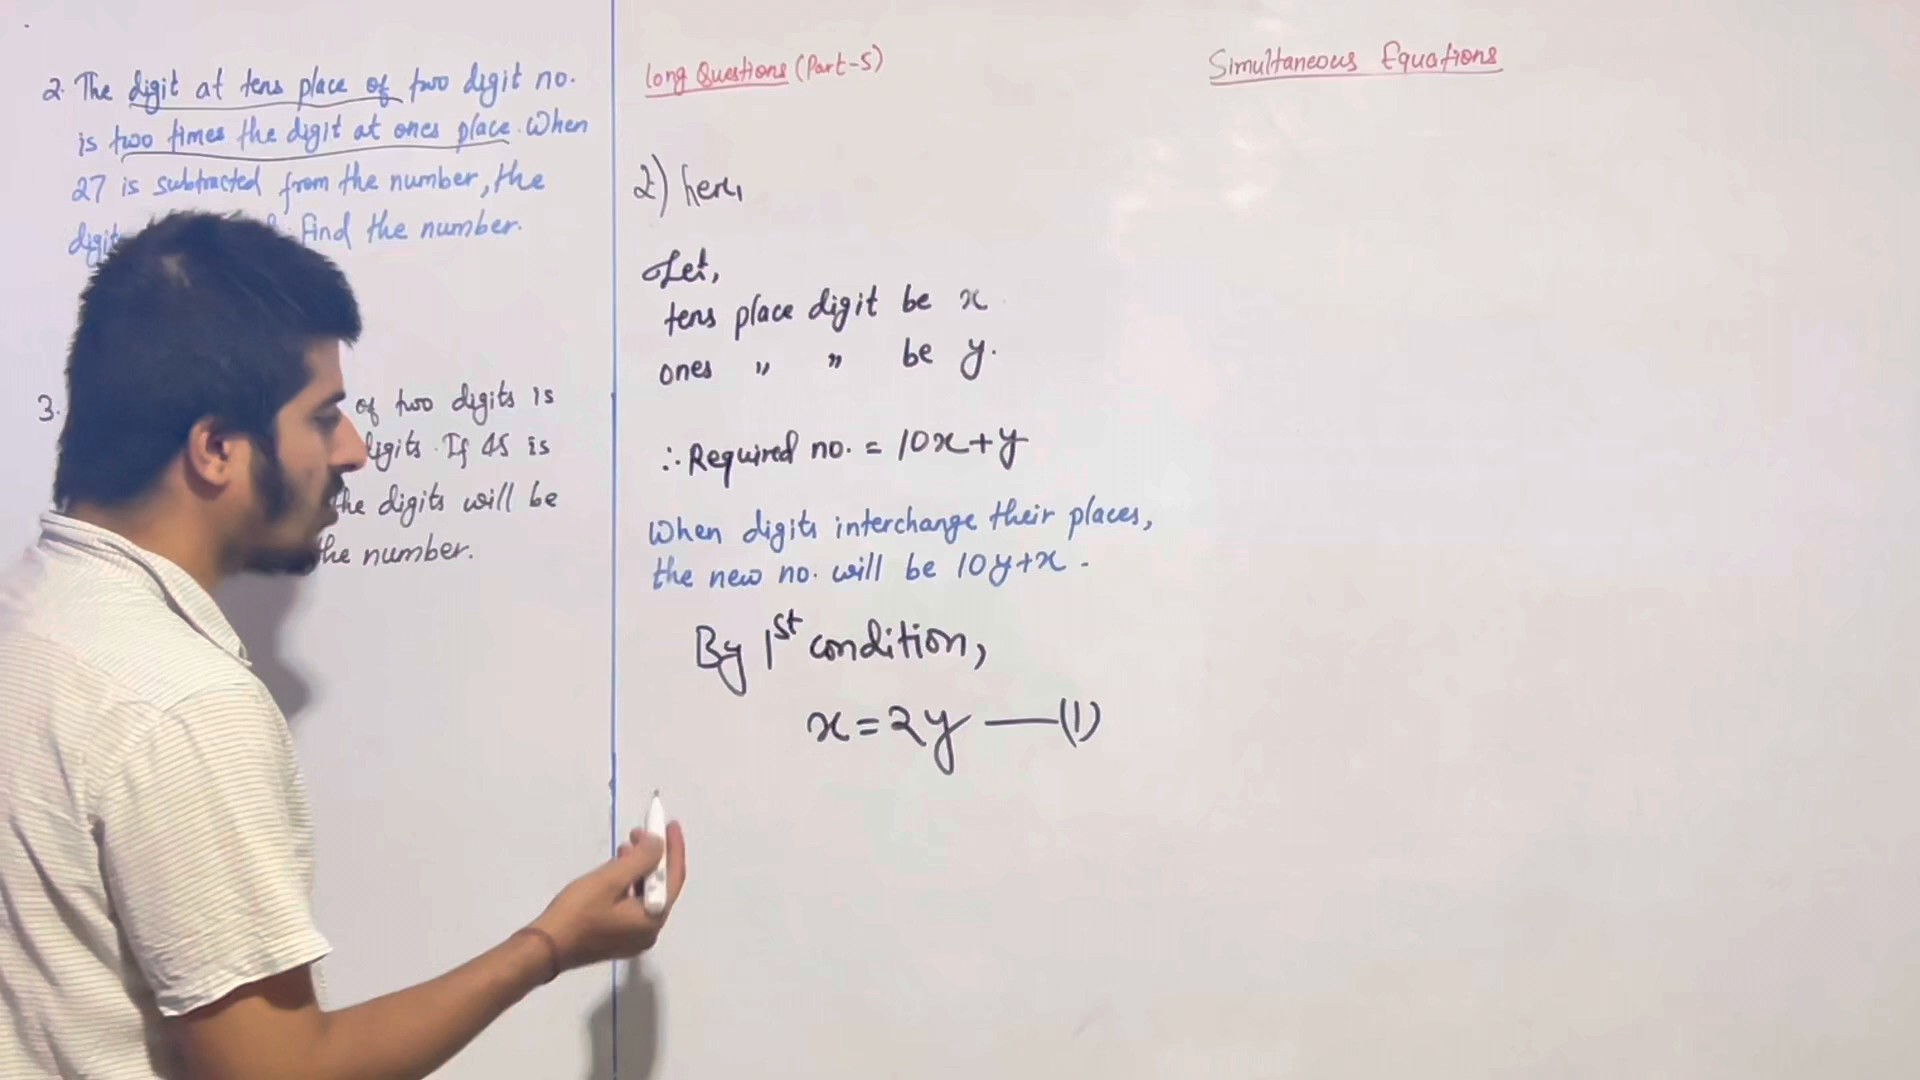 2. The digit at tens place of two digit no.
is two times the digit at ones place. When
27 is subtracted from the number, the
digit find the number.
3. of two digits is
digits. If 45 is
the digits will be
the number.
Long Questions (Part-5)
Simultaneous Equations
2) here,
Let,
tens place digit be x
ones " " be y.
∴ Required no. = 10x+y
When digits interchange their places,
the new no. will be 10y+x.
By 1st condition,
x=2y —(1)